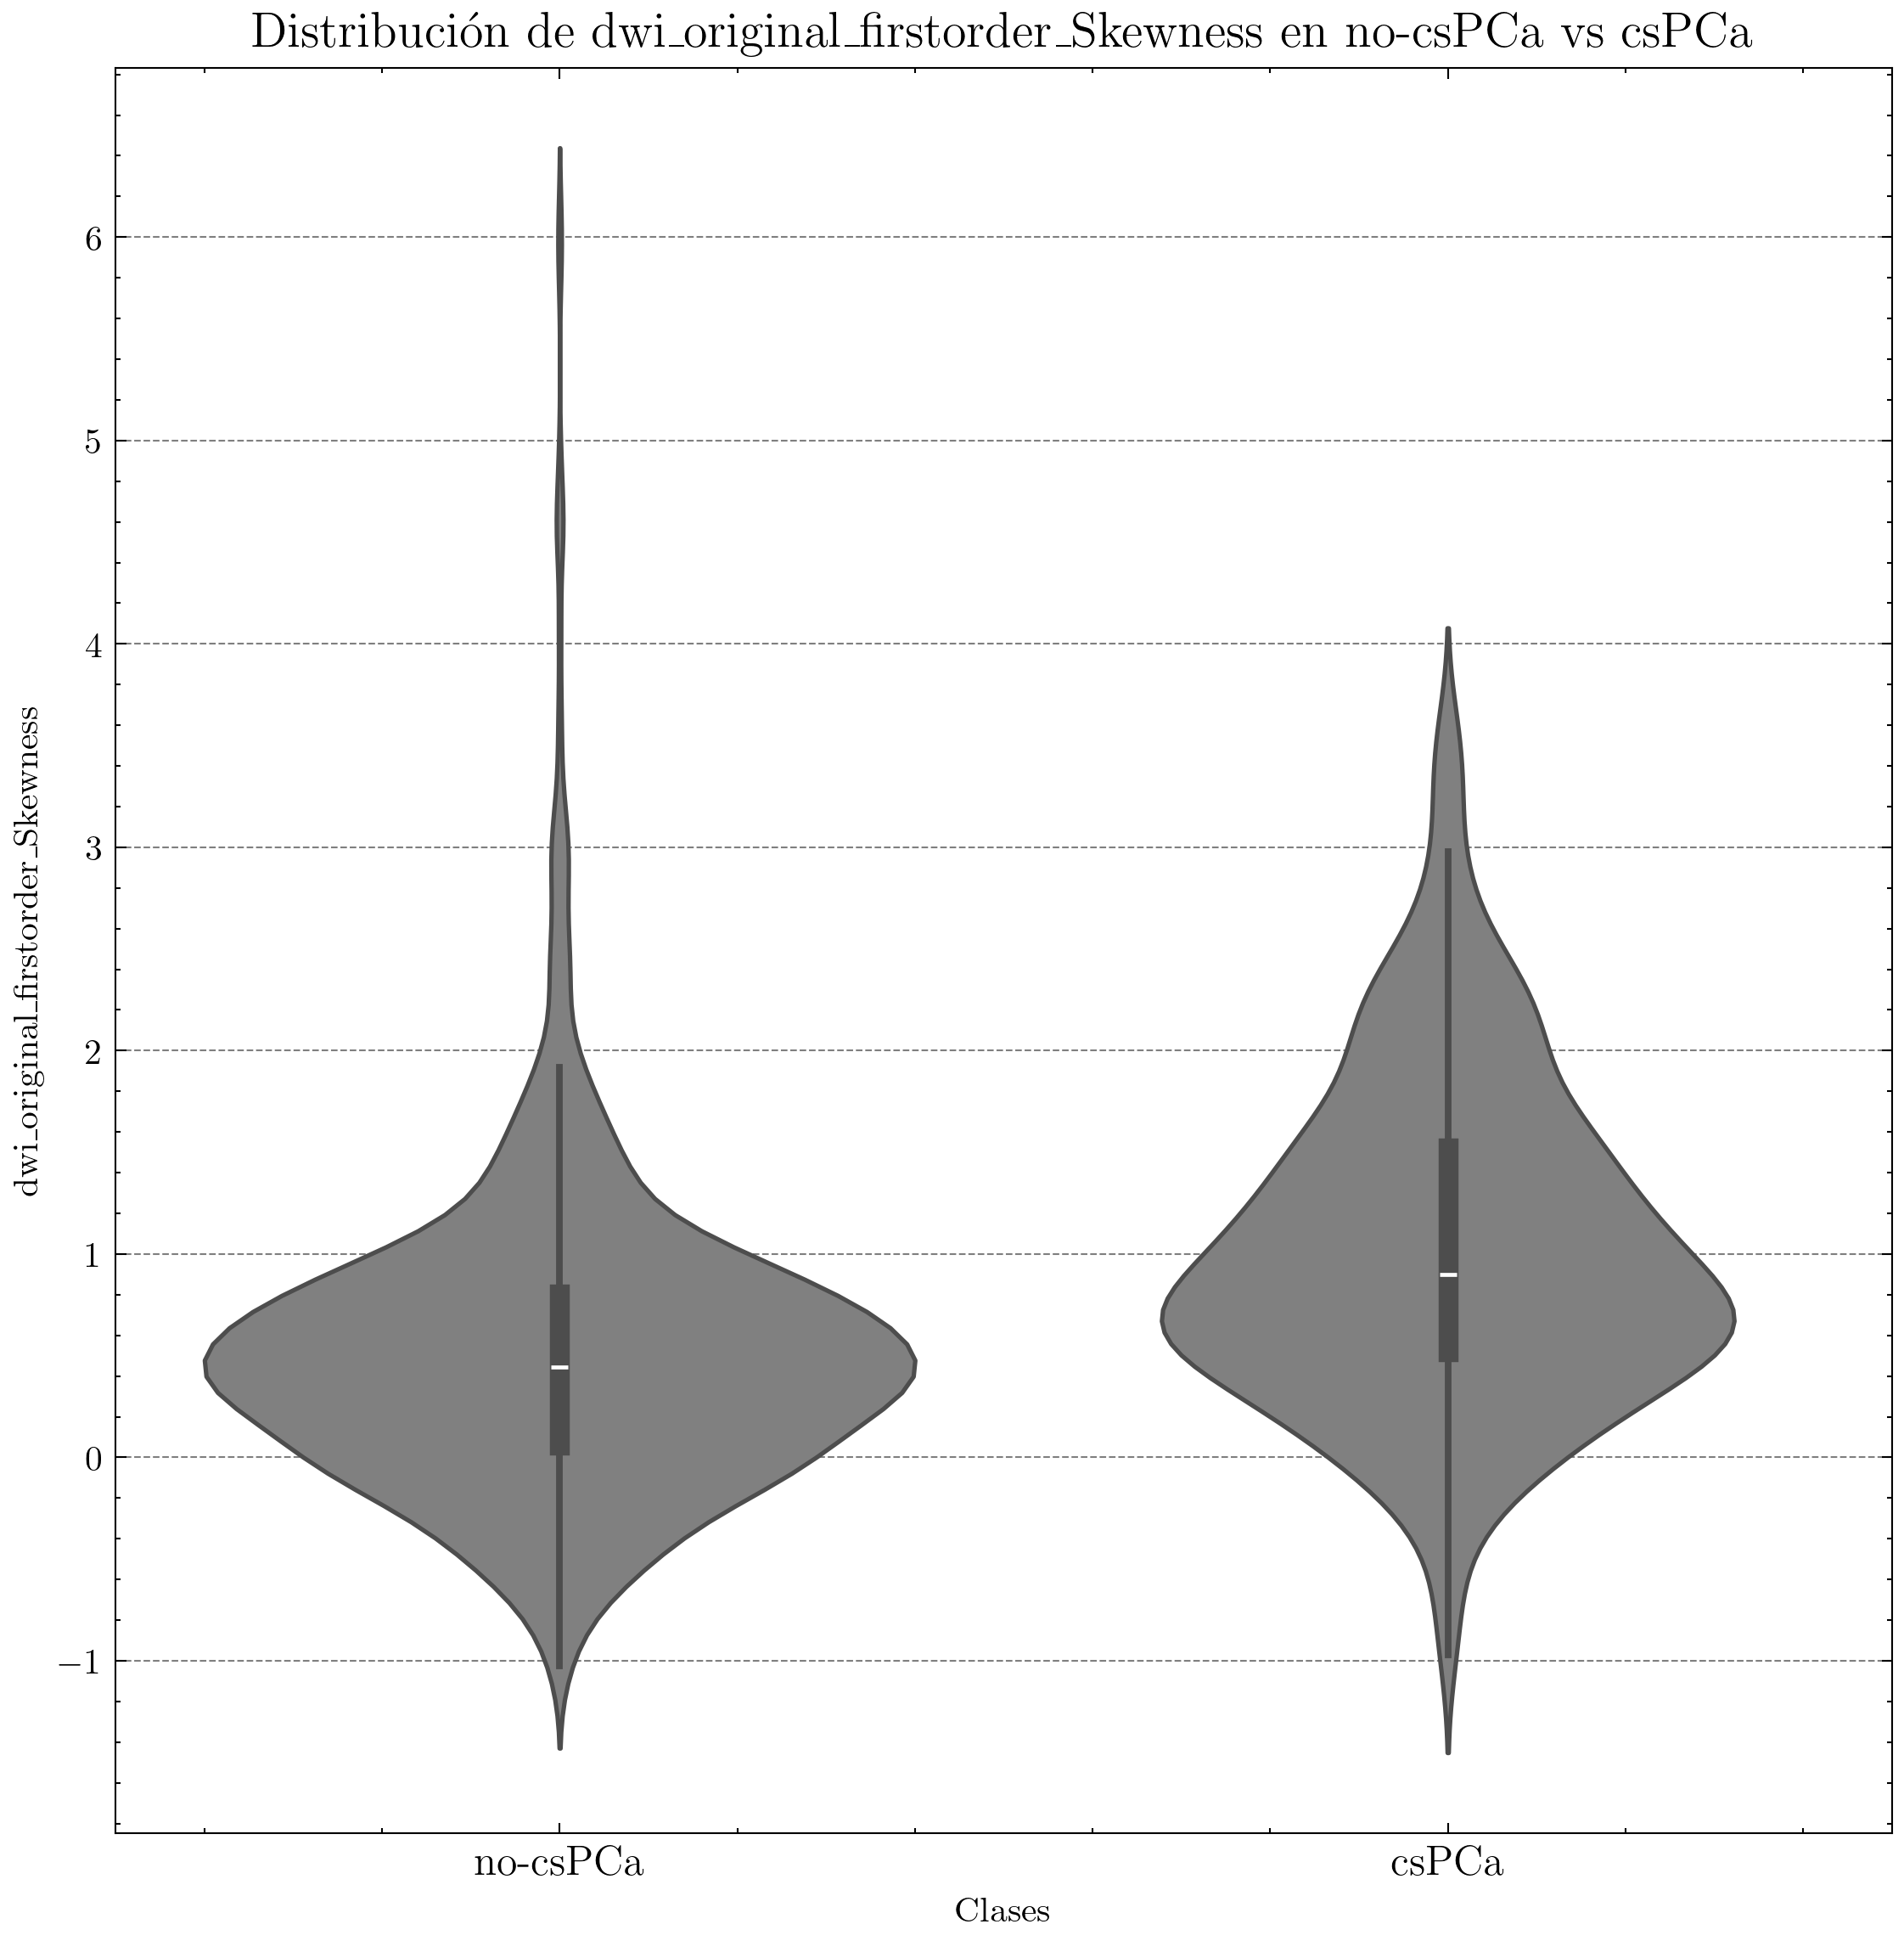 Distribución de dwi_original_firstorder_Skewness en no-csPCa vs csPCa
dwi_original_firstorder_Skewness
6
5
4
3
2
1
0
−1
no-csPCa
csPCa
Clases